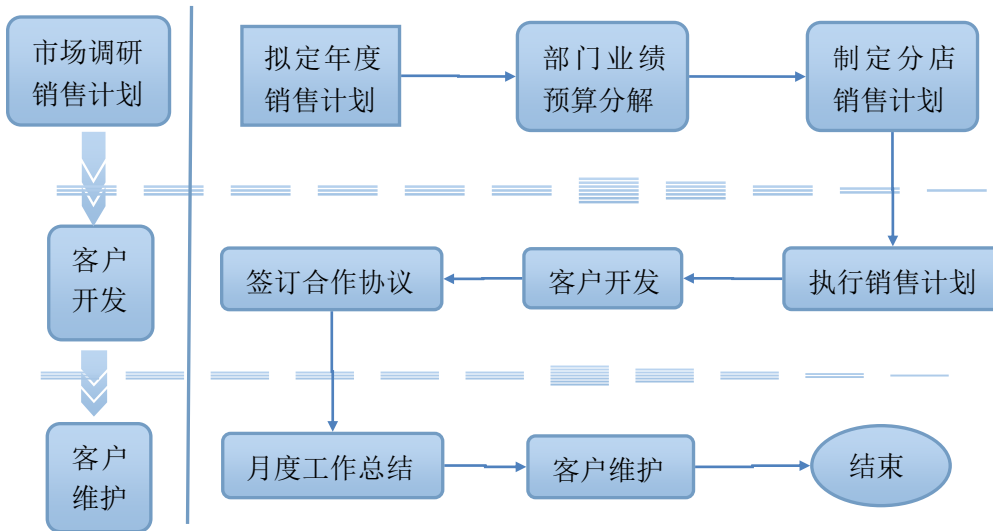 市场调研
销售计划
拟定年度
销售计划
部门业绩
预算分解
制定分店
销售计划
客户
开发
签订合作协议
客户开发
执行销售计划
客户
维护
月度工作总结
客户维护
结束